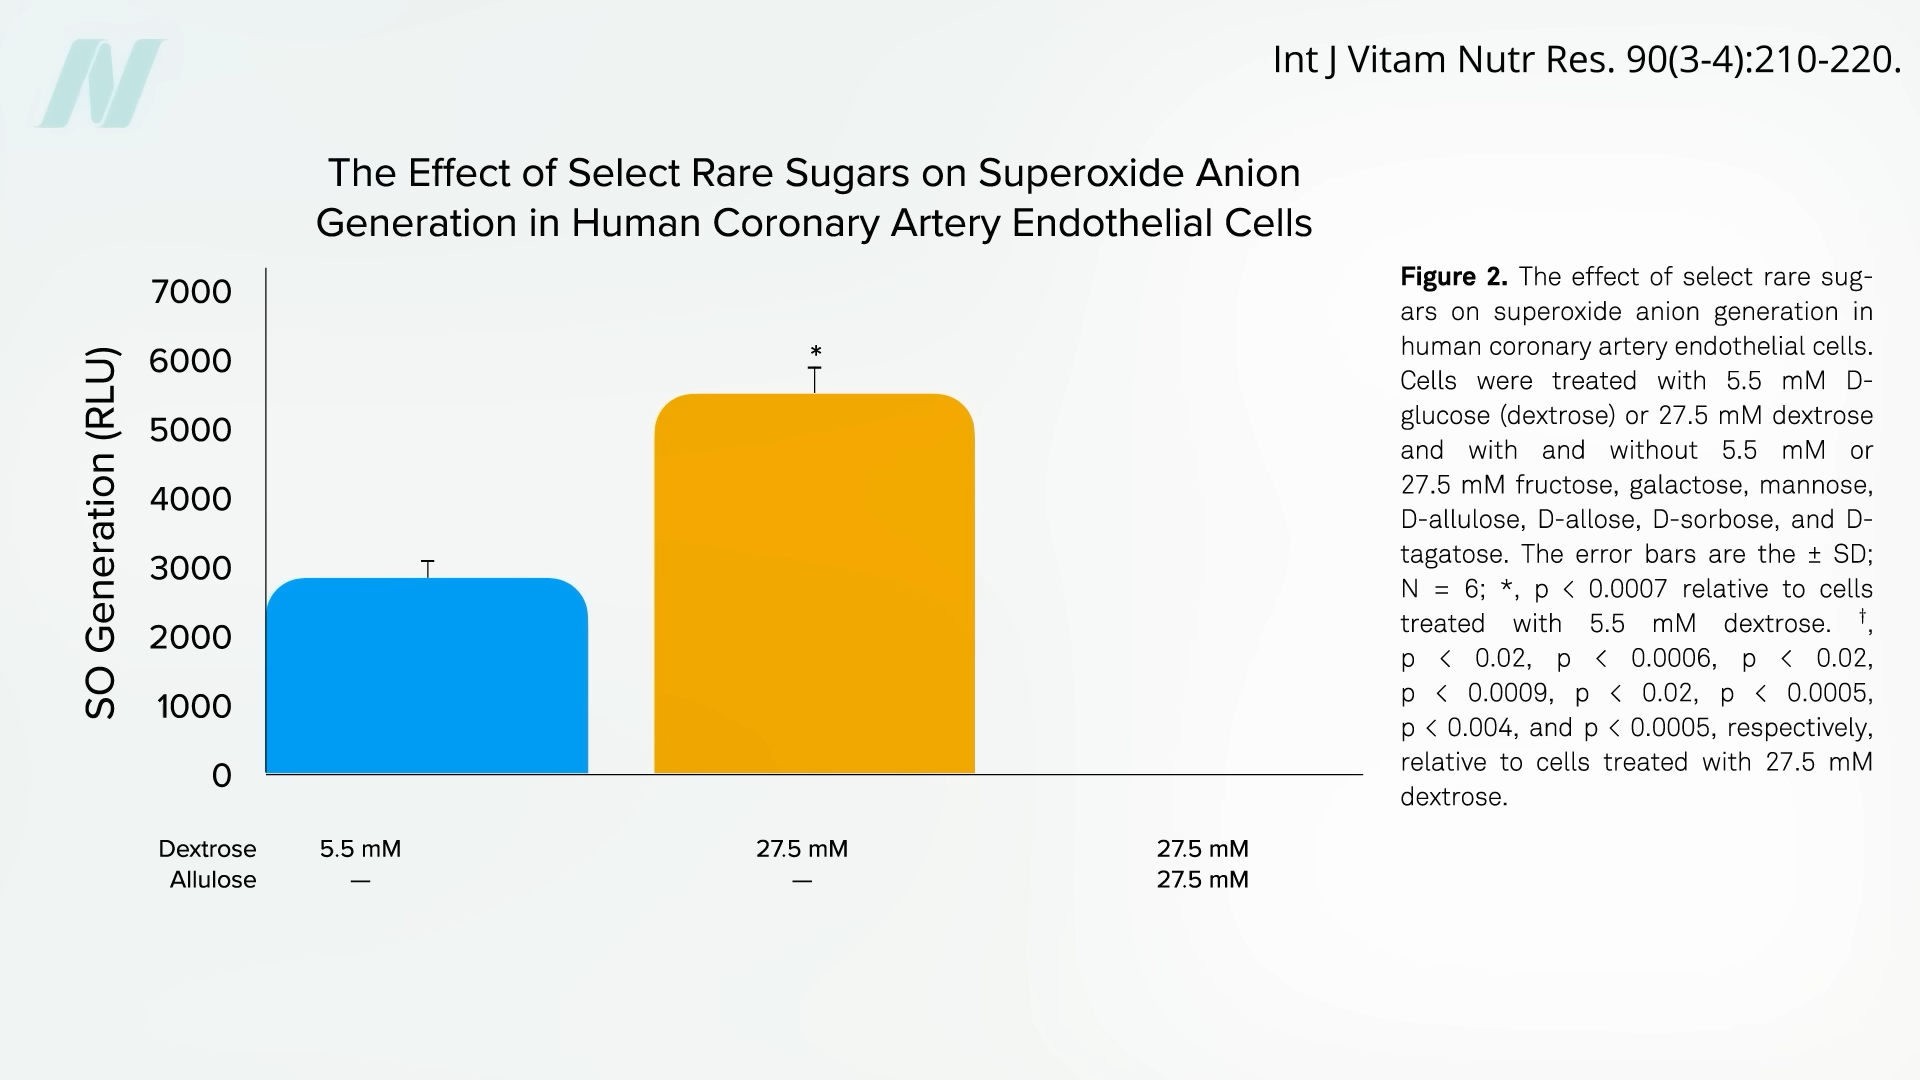 Int J Vitam Nutr Res. 90(3-4):210-220.
The Effect of Select Rare Sugars on Superoxide Anion
Generation in Human Coronary Artery Endothelial Cells
SO Generation (RLU)
7000
6000
5000
4000
3000
2000
1000
0
*
Dextrose 5.5 mM 27.5 mM 27.5 mM
Allulose — — 27.5 mM
Figure 2. The effect of select rare sug-
ars on superoxide anion generation in
human coronary artery endothelial cells.
Cells were treated with 5.5 mM D-
glucose (dextrose) or 27.5 mM dextrose
and with and without 5.5 mM or
27.5 mM fructose, galactose, mannose,
D-allulose, D-allose, D-sorbose, and D-
tagatose. The error bars are the ± SD;
N = 6; *, p < 0.0007 relative to cells
treated with 5.5 mM dextrose. †,
p < 0.02, p < 0.0006, p < 0.02,
p < 0.0009, p < 0.02, p < 0.0005,
p < 0.004, and p < 0.0005, respectively,
relative to cells treated with 27.5 mM
dextrose.